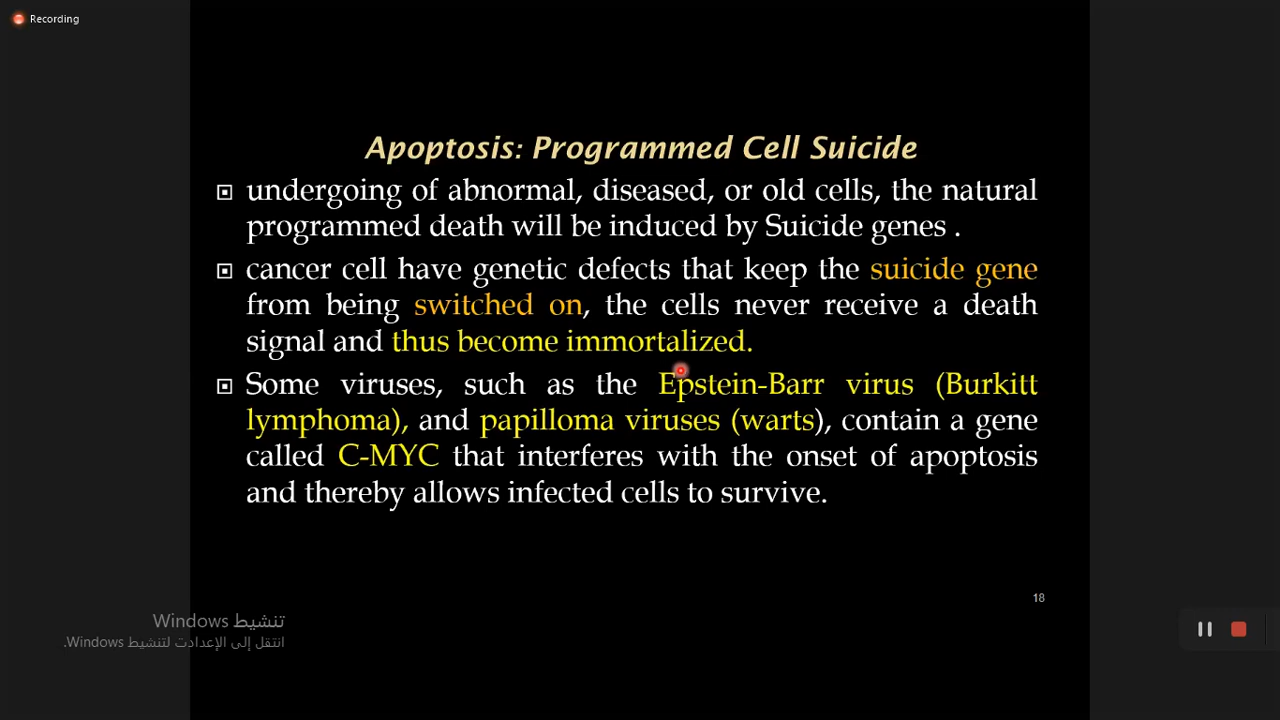 Recording
Apoptosis: Programmed Cell Suicide
undergoing of abnormal, diseased, or old cells, the natural
programmed death will be induced by Suicide genes .
cancer cell have genetic defects that keep the suicide gene
from being switched on, the cells never receive a death
signal and thus become immortalized.
Some viruses, such as the Epstein-Barr virus (Burkitt
lymphoma), and papilloma viruses (warts), contain a gene
called C-MYC that interferes with the onset of apoptosis
and thereby allows infected cells to survive.
18
تنشيط Windows
انتقل إلى الإعدادات لتنشيط Windows.